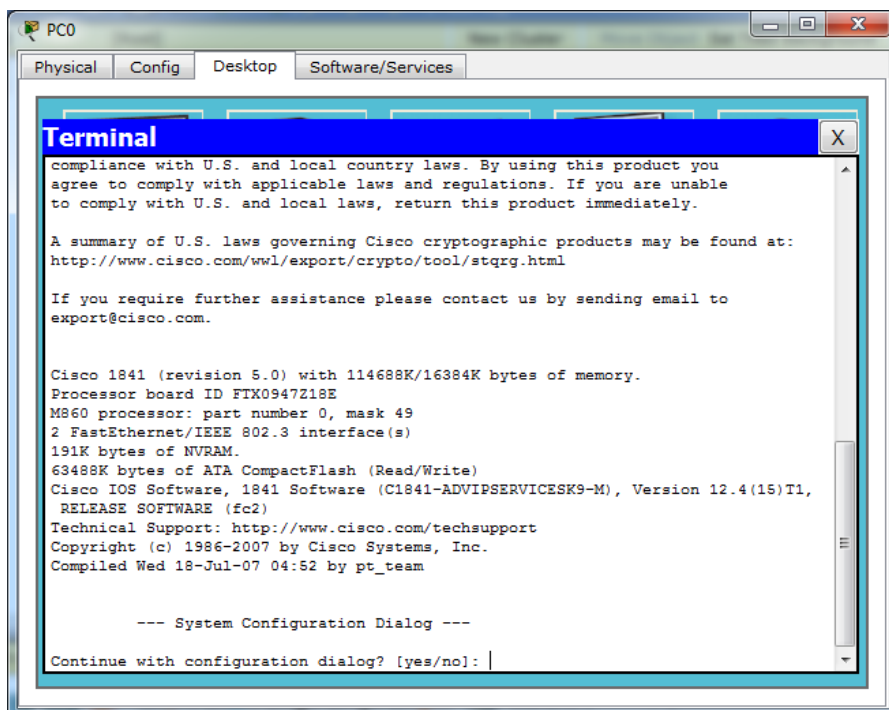 PC0
Physical
Config
Desktop
Software/Services
Terminal
X
compliance with U.S. and local country laws. By using this product you
agree to comply with applicable laws and regulations. If you are unable
to comply with U.S. and local laws, return this product immediately.
A summary of U.S. laws governing Cisco cryptographic products may be found at:
http://www.cisco.com/wwl/export/crypto/tool/stqrg.html
If you require further assistance please contact us by sending email to
export@cisco.com.
Cisco 1841 (revision 5.0) with 114688K/16384K bytes of memory.
Processor board ID FTX0947Z18E
M860 processor: part number 0, mask 49
2 FastEthernet/IEEE 802.3 interface(s)
191K bytes of NVRAM.
63488K bytes of ATA CompactFlash (Read/Write)
Cisco IOS Software, 1841 Software (C1841-ADVIPSERVICESK9-M), Version 12.4(15)T1,
RELEASE SOFTWARE (fc2)
Technical Support: http://www.cisco.com/techsupport
Copyright (c) 1986-2007 by Cisco Systems, Inc.
Compiled Wed 18-Jul-07 04:52 by pt_team
--- System Configuration Dialog ---
Continue with configuration dialog? [yes/no]: